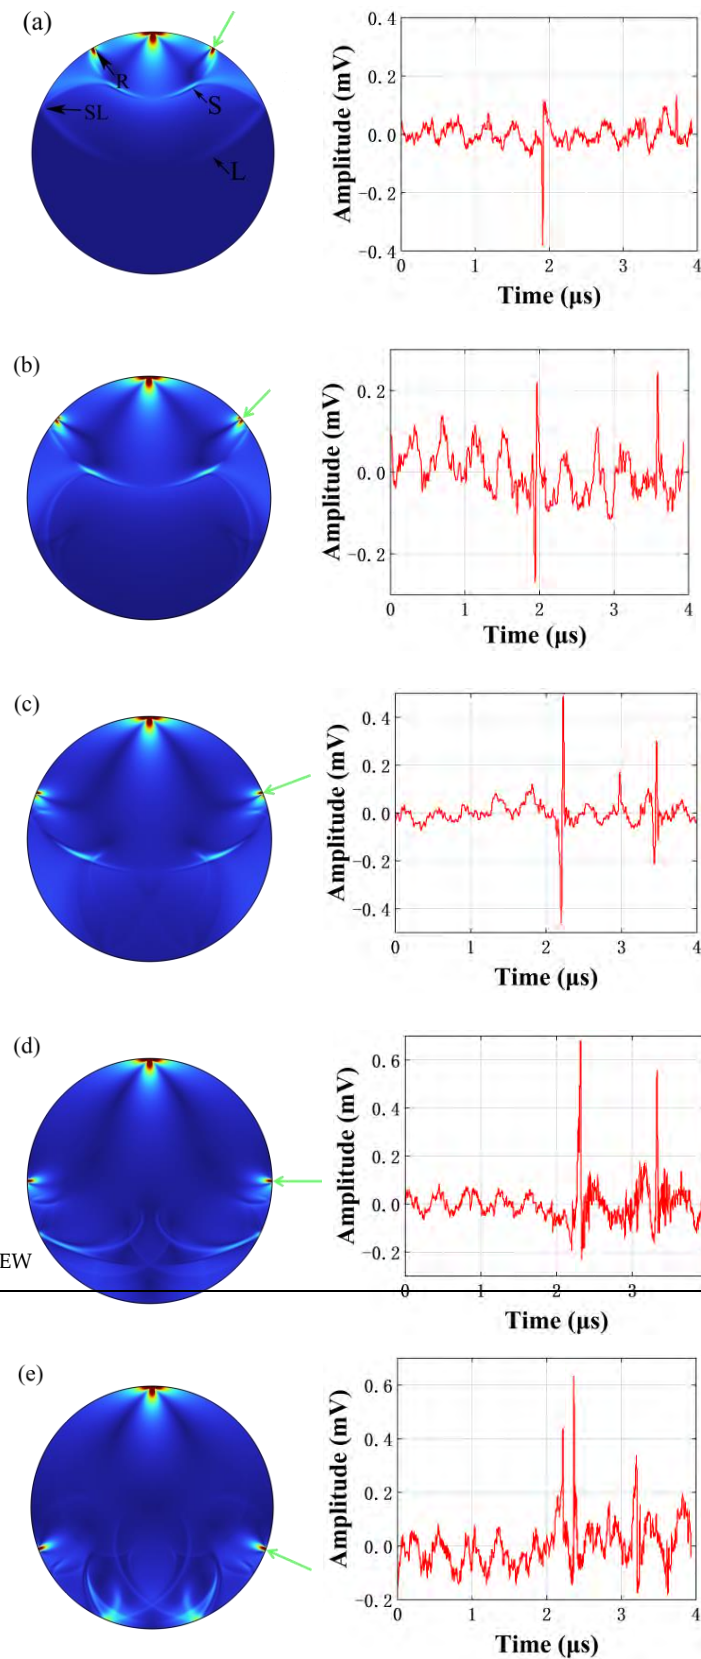 (a)
R
S
SL
L
Amplitude (mV)
0.4
0.2
0.0
-0.2
-0.4
0 1 2 3 4
Time (μs)
(b)
Amplitude (mV)
0.2
0.0
-0.2
0 1 2 3 4
Time (μs)
(c)
Amplitude (mV)
0.4
0.2
0.0
-0.2
-0.4
0 1 2 3 4
Time (μs)
(d)
Amplitude (mV)
0.6
0.4
0.2
0.0
-0.2
EW
0 1 2 3
Time (μs)
(e)
Amplitude (mV)
0.6
0.4
0.2
0.0
-0.2
0 1 2 3 4
Time (μs)